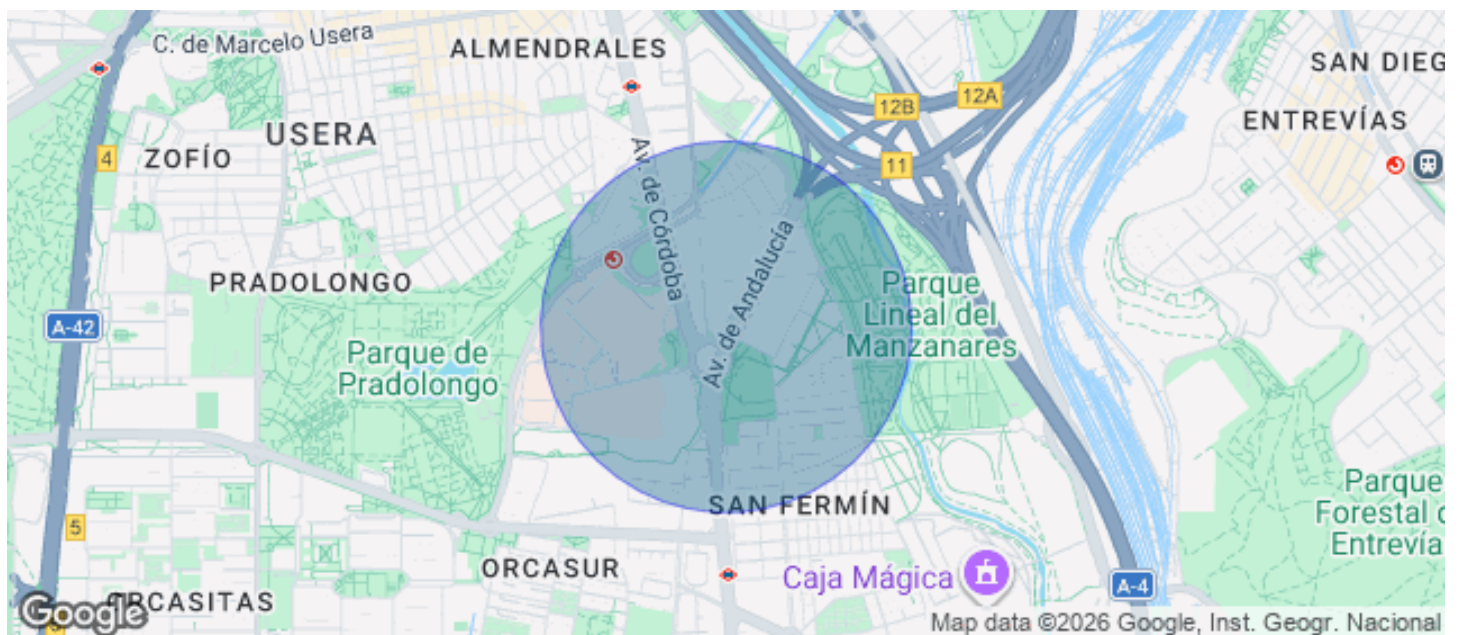 C. de Marcelo Usera
ALMENDRALES
SAN DIEG
12B
12A
ENTREVÍAS
USERA
ZOFÍO
4
11
Av. de Córdoba
PRADOLONGO
Av. de Andalucía
Parque
Lineal del
Manzanares
A-42
Parque de
Pradolongo
SAN FERMÍN
Parque
Forestal d
Entrevía
5
ORCASUR
Caja Mágica
A-4
ORCASITAS
Google
Map data ©2026 Google, Inst. Geogr. Nacional